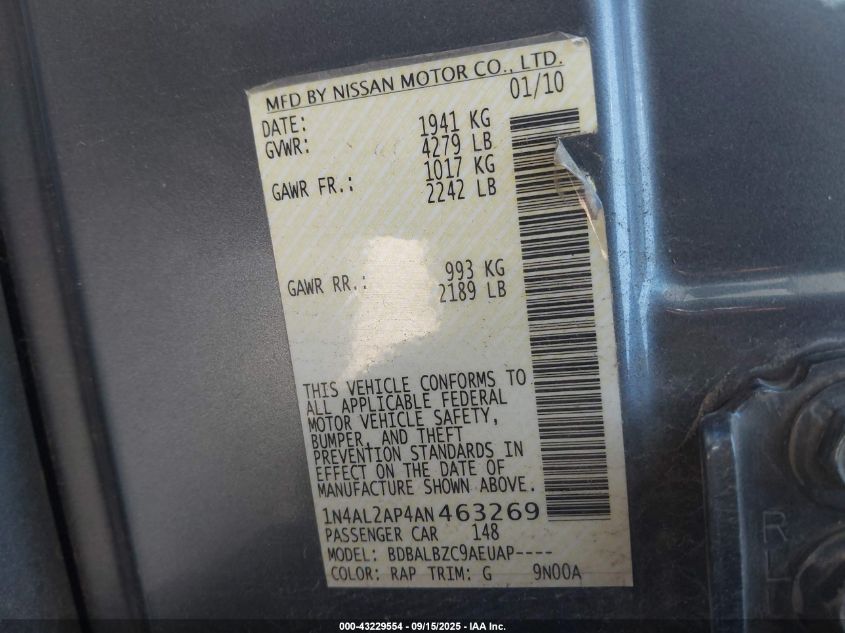 MFD BY NISSAN MOTOR CO., LTD.
DATE: 01/10
GVWR: 1941 KG
4279 LB
GAWR FR.: 1017 KG
2242 LB
GAWR RR.: 993 KG
2189 LB
THIS VEHICLE CONFORMS TO
ALL APPLICABLE FEDERAL
MOTOR VEHICLE SAFETY,
BUMPER, AND THEFT
PREVENTION STANDARDS IN
EFFECT ON THE DATE OF
MANUFACTURE SHOWN ABOVE.
1N4AL2AP4AN463269
PASSENGER CAR 148
MODEL: BDBALBZC9AEUAP----
COLOR: RAP TRIM: G 9N00A
R
L
000-43229554 - 09/15/2025 - IAA Inc.